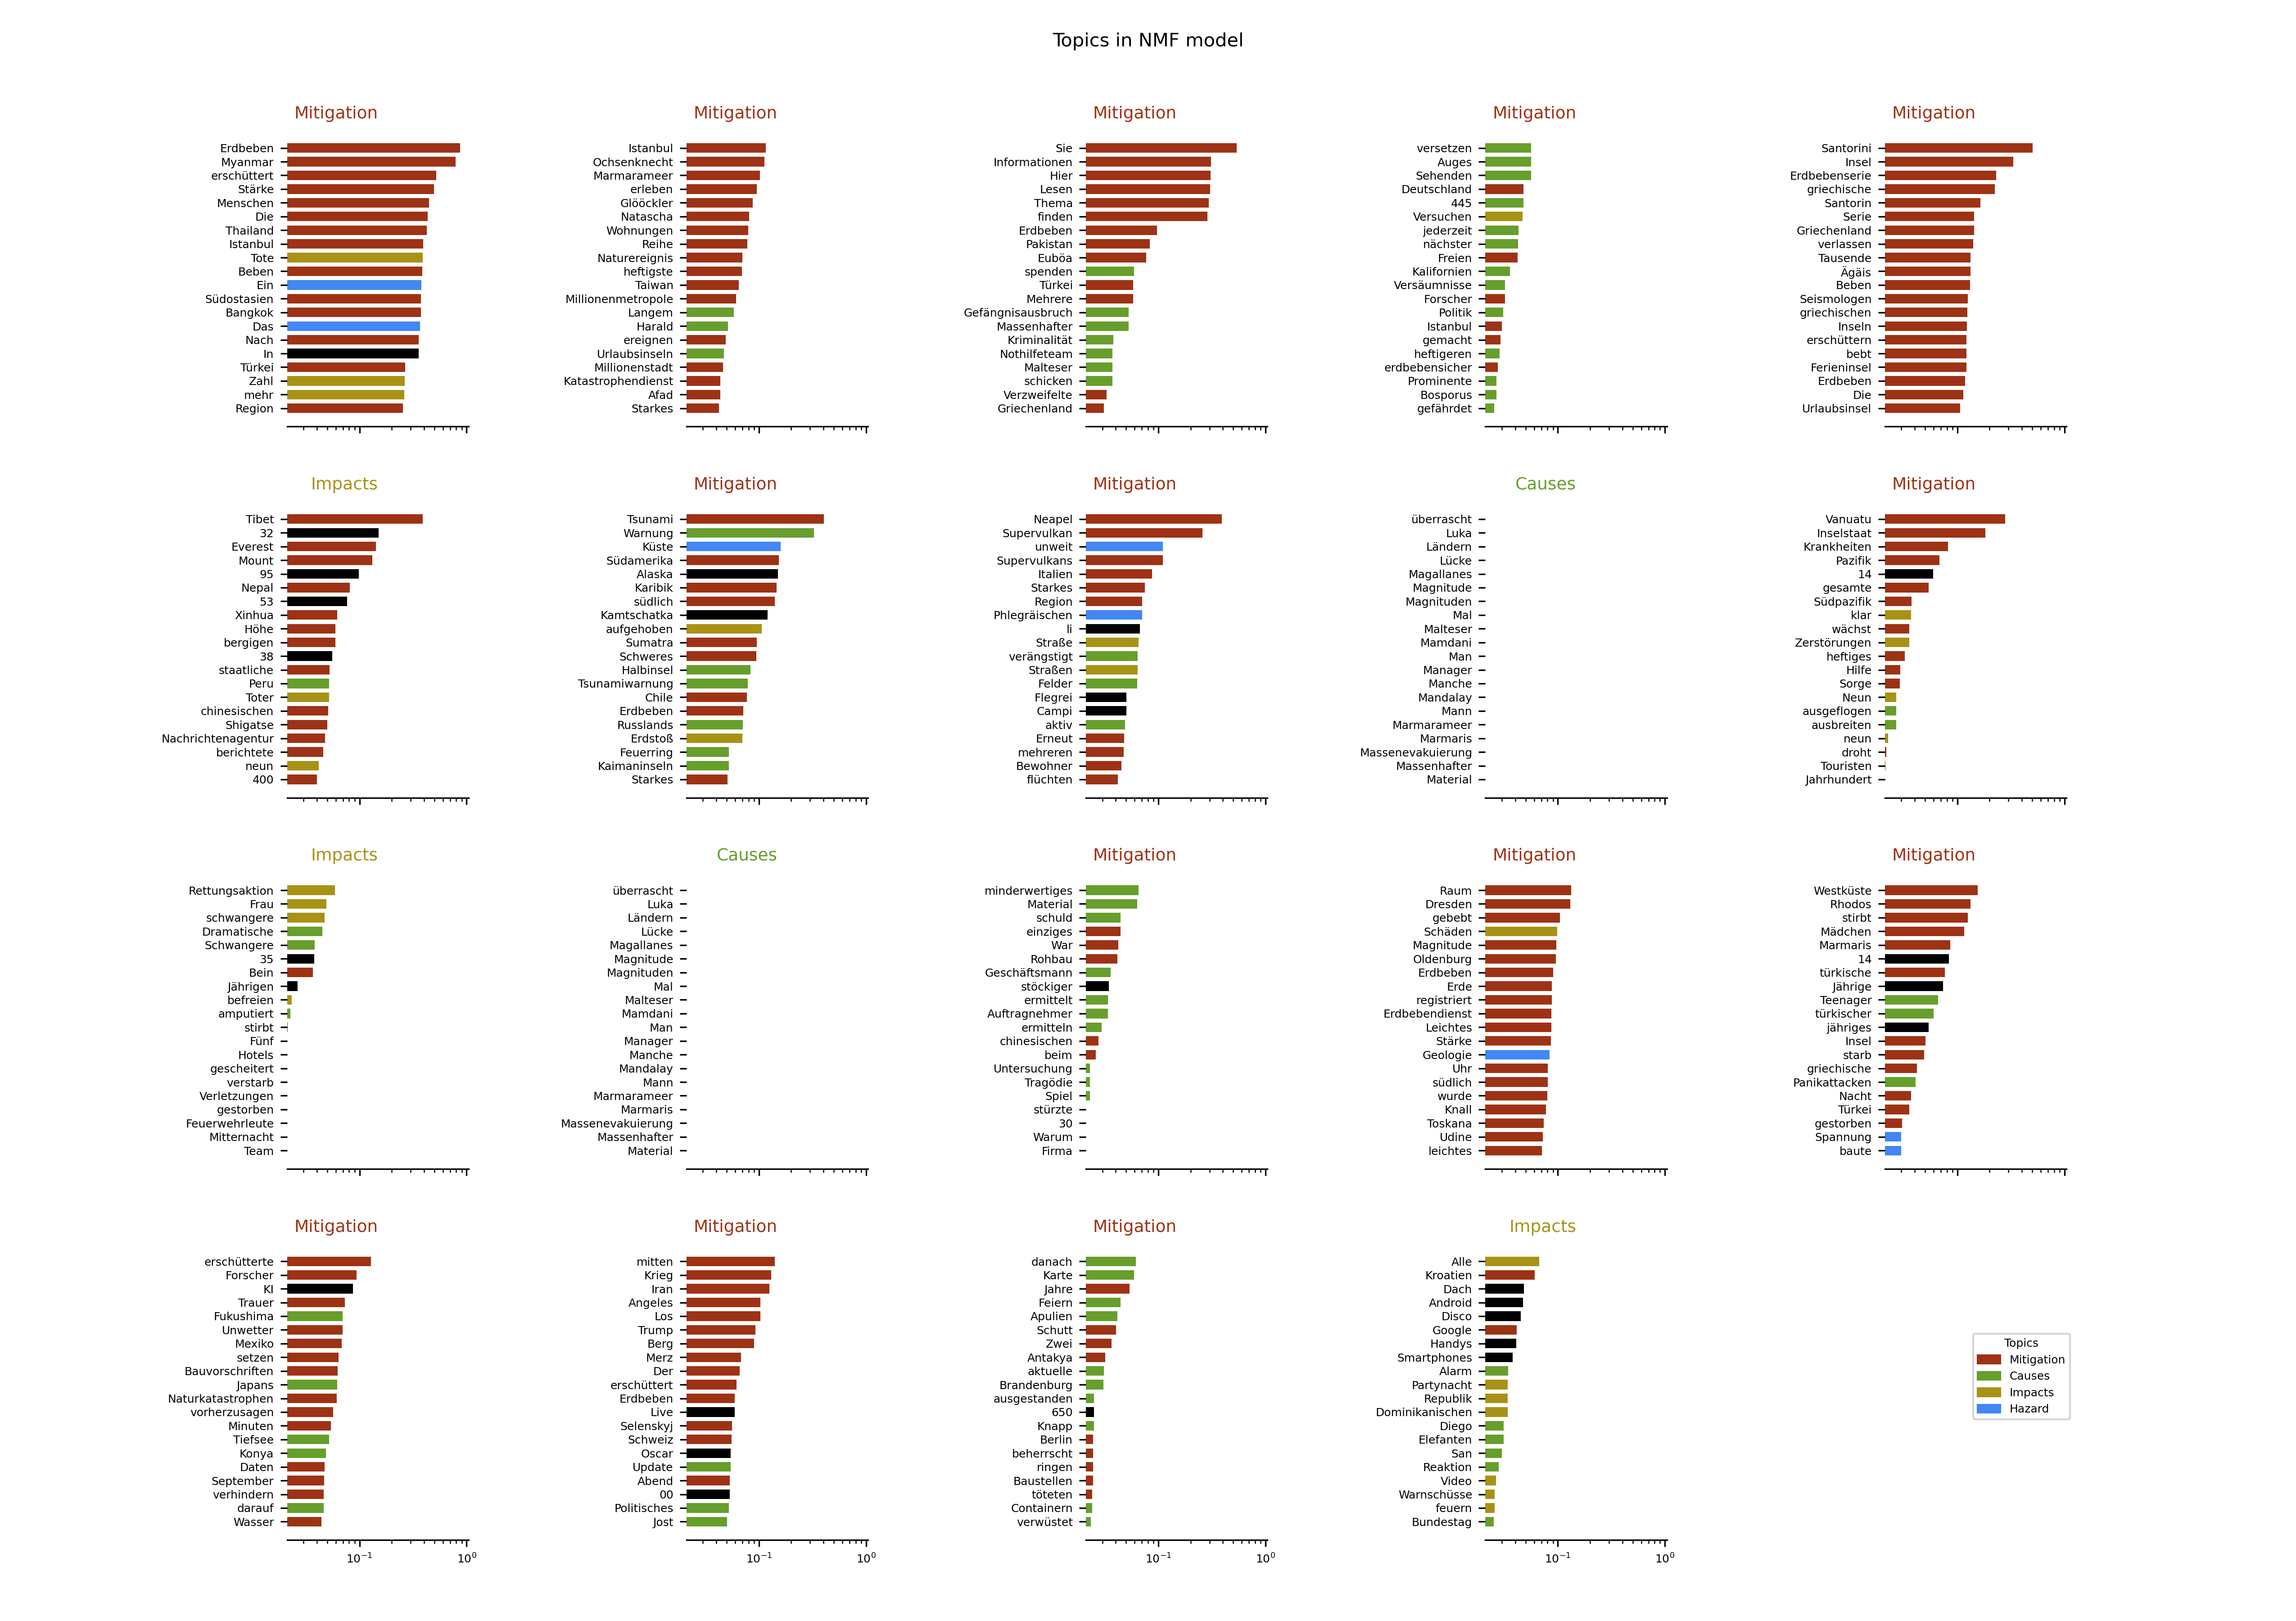 Topics in NMF model
Mitigation
Erdbeben
Myanmar
erschüttert
Stärke
Menschen
Die
Thailand
Istanbul
Tote
Beben
Ein
Südostasien
Bangkok
Das
Nach
In
Türkei
Zahl
mehr
Region
Mitigation
Istanbul
Ochsenknecht
Marmarameer
erleben
Glööckler
Natascha
Wohnungen
Reihe
Naturereignis
heftigste
Taiwan
Millionenmetropole
Langem
Harald
ereignen
Urlaubsinseln
Millionenstadt
Katastrophendienst
Afad
Starkes
Mitigation
Sie
Informationen
Hier
Lesen
Thema
finden
Erdbeben
Pakistan
Euböa
spenden
Türkei
Mehrere
Gefängnisausbruch
Massenhafter
Kriminalität
Nothilfeteam
Malteser
schicken
Verzweifelte
Griechenland
Mitigation
versetzen
Auges
Sehenden
Deutschland
445
Versuchen
jederzeit
nächster
Freien
Kalifornien
Versäumnisse
Forscher
Politik
Istanbul
gemacht
heftigeren
erdbebensicher
Prominente
Bosporus
gefährdet
Mitigation
Santorini
Insel
Erdbebenserie
griechische
Santorin
Serie
Griechenland
verlassen
Tausende
Ägäis
Beben
Seismologen
griechischen
Inseln
erschüttern
bebt
Ferieninsel
Erdbeben
Die
Urlaubsinsel
Impacts
Tibet
32
Everest
Mount
95
Nepal
53
Xinhua
Höhe
bergigen
38
staatliche
Peru
Toter
chinesischen
Shigatse
Nachrichtenagentur
berichtete
neun
400
Mitigation
Tsunami
Warnung
Küste
Südamerika
Alaska
Karibik
südlich
Kamtschatka
aufgehoben
Sumatra
Schweres
Halbinsel
Tsunamiwarnung
Chile
Erdbeben
Russlands
Erdstoß
Feuerring
Kaimaninseln
Starkes
Mitigation
Neapel
Supervulkan
unweit
Supervulkans
Italien
Starkes
Region
Phlegräischen
li
Straße
verängstigt
Straßen
Felder
Flegrei
Campi
aktiv
Erneut
mehreren
Bewohner
flüchten
Causes
überrascht
Luka
Ländern
Lücke
Magallanes
Magnitude
Magnituden
Mal
Malteser
Mamdani
Man
Manager
Manche
Mandalay
Mann
Marmarameer
Marmaris
Massenevakuierung
Massenhafter
Material
Mitigation
Vanuatu
Inselstaat
Krankheiten
Pazifik
14
gesamte
Südpazifik
klar
wächst
Zerstörungen
heftiges
Hilfe
Sorge
Neun
ausgeflogen
ausbreiten
neun
droht
Touristen
Jahrhundert
Impacts
Rettungsaktion
Frau
schwangere
Dramatische
Schwangere
35
Bein
Jährigen
befreien
amputiert
stirbt
Fünf
Hotels
gescheitert
verstarb
Verletzungen
gestorben
Feuerwehrleute
Mitternacht
Team
Causes
überrascht
Luka
Ländern
Lücke
Magallanes
Magnitude
Magnituden
Mal
Malteser
Mamdani
Man
Manager
Manche
Mandalay
Mann
Marmarameer
Marmaris
Massenevakuierung
Massenhafter
Material
Mitigation
minderwertiges
Material
schuld
einziges
War
Rohbau
Geschäftsmann
stöckiger
ermittelt
Auftragnehmer
ermitteln
chinesischen
beim
Untersuchung
Tragödie
Spiel
stürzte
30
Warum
Firma
Mitigation
Raum
Dresden
gebebt
Schäden
Magnitude
Oldenburg
Erdbeben
Erde
registriert
Erdbebendienst
Leichtes
Stärke
Geologie
Uhr
südlich
wurde
Knall
Toskana
Udine
leichtes
Mitigation
Westküste
Rhodos
stirbt
Mädchen
Marmaris
14
türkische
Jährige
Teenager
türkischer
jähriges
Insel
starb
griechische
Panikattacken
Nacht
Türkei
gestorben
Spannung
baute
Mitigation
erschütterte
Forscher
KI
Trauer
Fukushima
Unwetter
Mexiko
setzen
Bauvorschriften
Japans
Naturkatastrophen
vorherzusagen
Minuten
Tiefsee
Konya
Daten
September
verhindern
darauf
Wasser
10⁻¹ 10⁰
Mitigation
mitten
Krieg
Iran
Angeles
Los
Trump
Berg
Merz
Der
erschüttert
Erdbeben
Live
Selenskyj
Schweiz
Oscar
Update
Abend
00
Politisches
Jost
10⁻¹ 10⁰
Mitigation
danach
Karte
Jahre
Feiern
Apulien
Schutt
Zwei
Antakya
aktuelle
Brandenburg
ausgestanden
650
Knapp
Berlin
beherrscht
ringen
Baustellen
töteten
Containern
verwüstet
10⁻¹ 10⁰
Impacts
Alle
Kroatien
Dach
Android
Disco
Google
Handys
Smartphones
Alarm
Partynacht
Republik
Dominikanischen
Diego
Elefanten
San
Reaktion
Video
Warnschüsse
feuern
Bundestag
10⁻¹ 10⁰
Topics
Mitigation
Causes
Impacts
Hazard